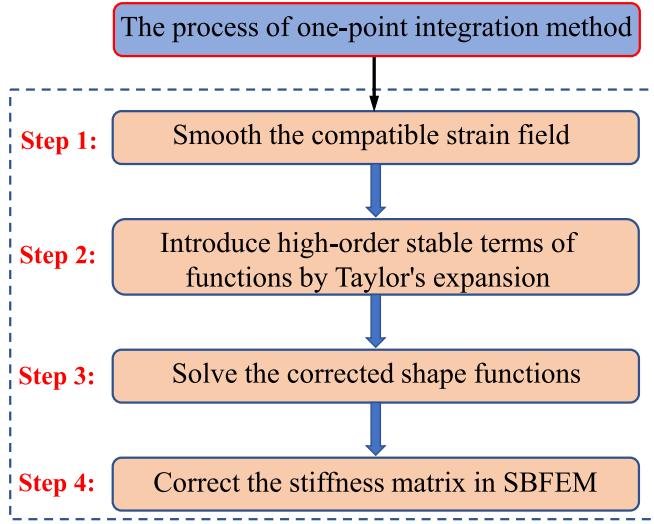 The process of one-point integration method
Step 1:
Smooth the compatible strain field
Step 2:
Introduce high-order stable terms of
functions by Taylor's expansion
Step 3:
Solve the corrected shape functions
Step 4:
Correct the stiffness matrix in SBFEM